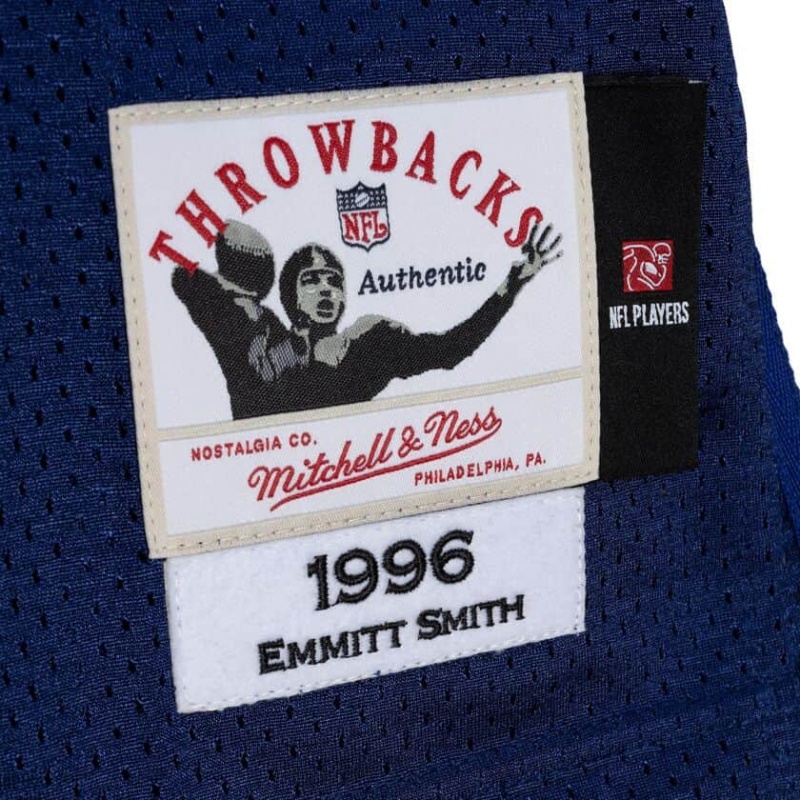 THROWBACKS
NFL
Authentic
NFL PLAYERS
NOSTALGIA CO.
Mitchell & Ness
PHILADELPHIA, PA.
1996
EMMITT SMITH